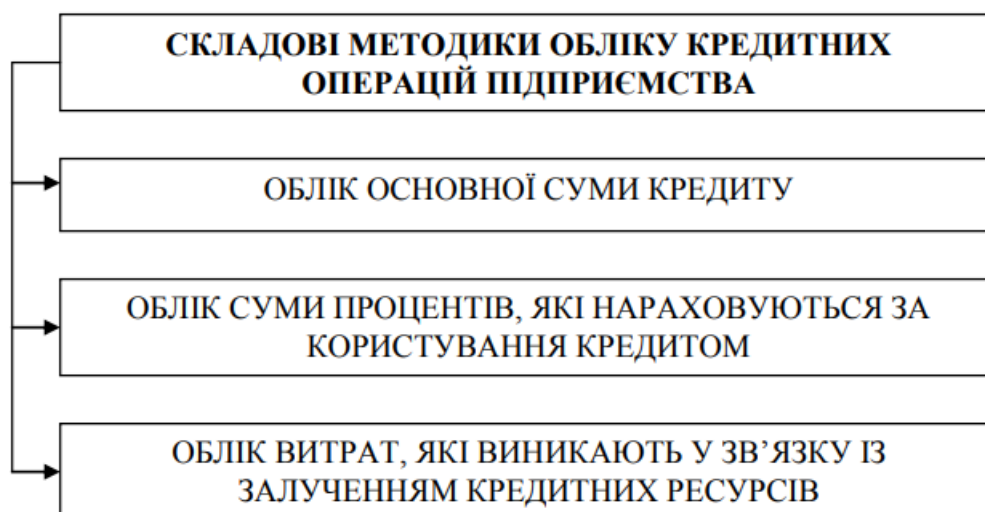 СКЛАДОВІ МЕТОДИКИ ОБЛІКУ КРЕДИТНИХ
ОПЕРАЦІЙ ПІДПРИЄМСТВА
ОБЛІК ОСНОВНОЇ СУМИ КРЕДИТУ
ОБЛІК СУМИ ПРОЦЕНТІВ, ЯКІ НАРАХОВУЮТЬСЯ ЗА
КОРИСТУВАННЯ КРЕДИТОМ
ОБЛІК ВИТРАТ, ЯКІ ВИНИКАЮТЬ У ЗВ’ЯЗКУ ІЗ
ЗАЛУЧЕННЯМ КРЕДИТНИХ РЕСУРСІВ